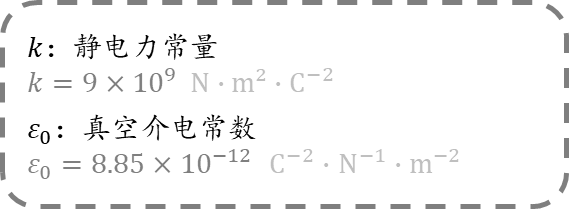 k：静电力常量
k = 9 × 10⁹ N · m² · C⁻²
ε₀：真空介电常数
ε₀ = 8.85 × 10⁻¹² C⁻² · N⁻¹ · m⁻²